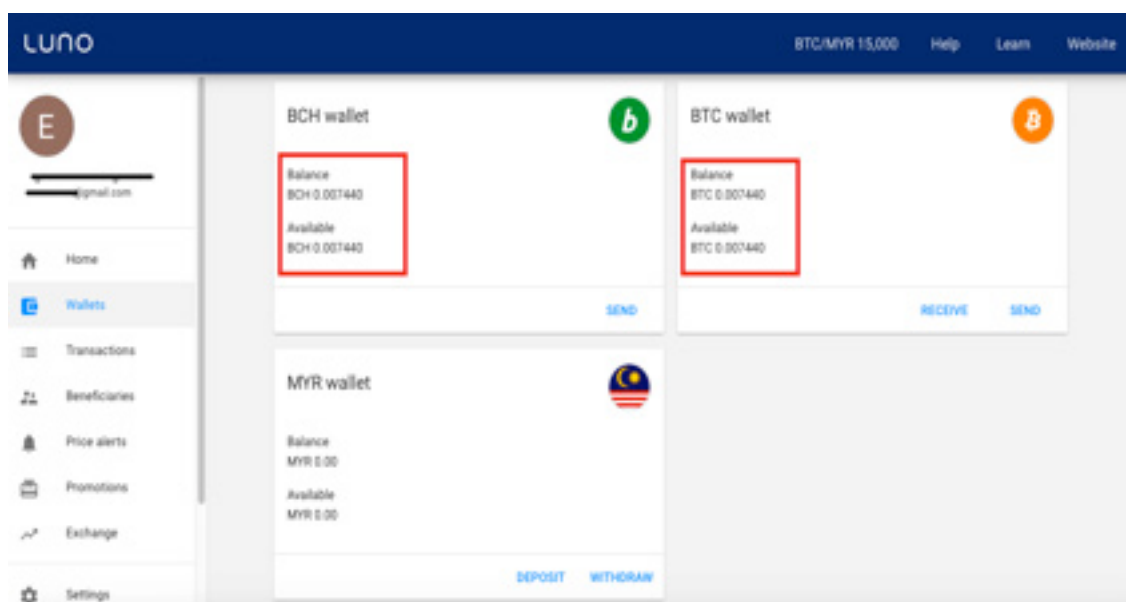 LUNO
BTC/MYR 15,000 Help Learn Website
E
@gmail.com
Home
Wallets
Transactions
Beneficiaries
Price alerts
Promotions
Exchange
Settings
BCH wallet
b
Balance
BCH 0.007440
Available
BCH 0.007440
SEND
BTC wallet
Balance
BTC 0.007440
Available
BTC 0.007440
RECEIVE SEND
MYR wallet
Balance
MYR 0.00
Available
MYR 0.00
DEPOSIT WITHDRAW